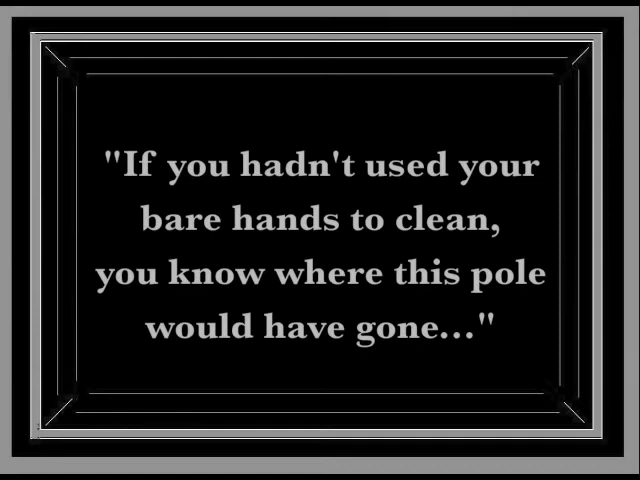 "If you hadn't used your
bare hands to clean,
you know where this pole
would have gone..."